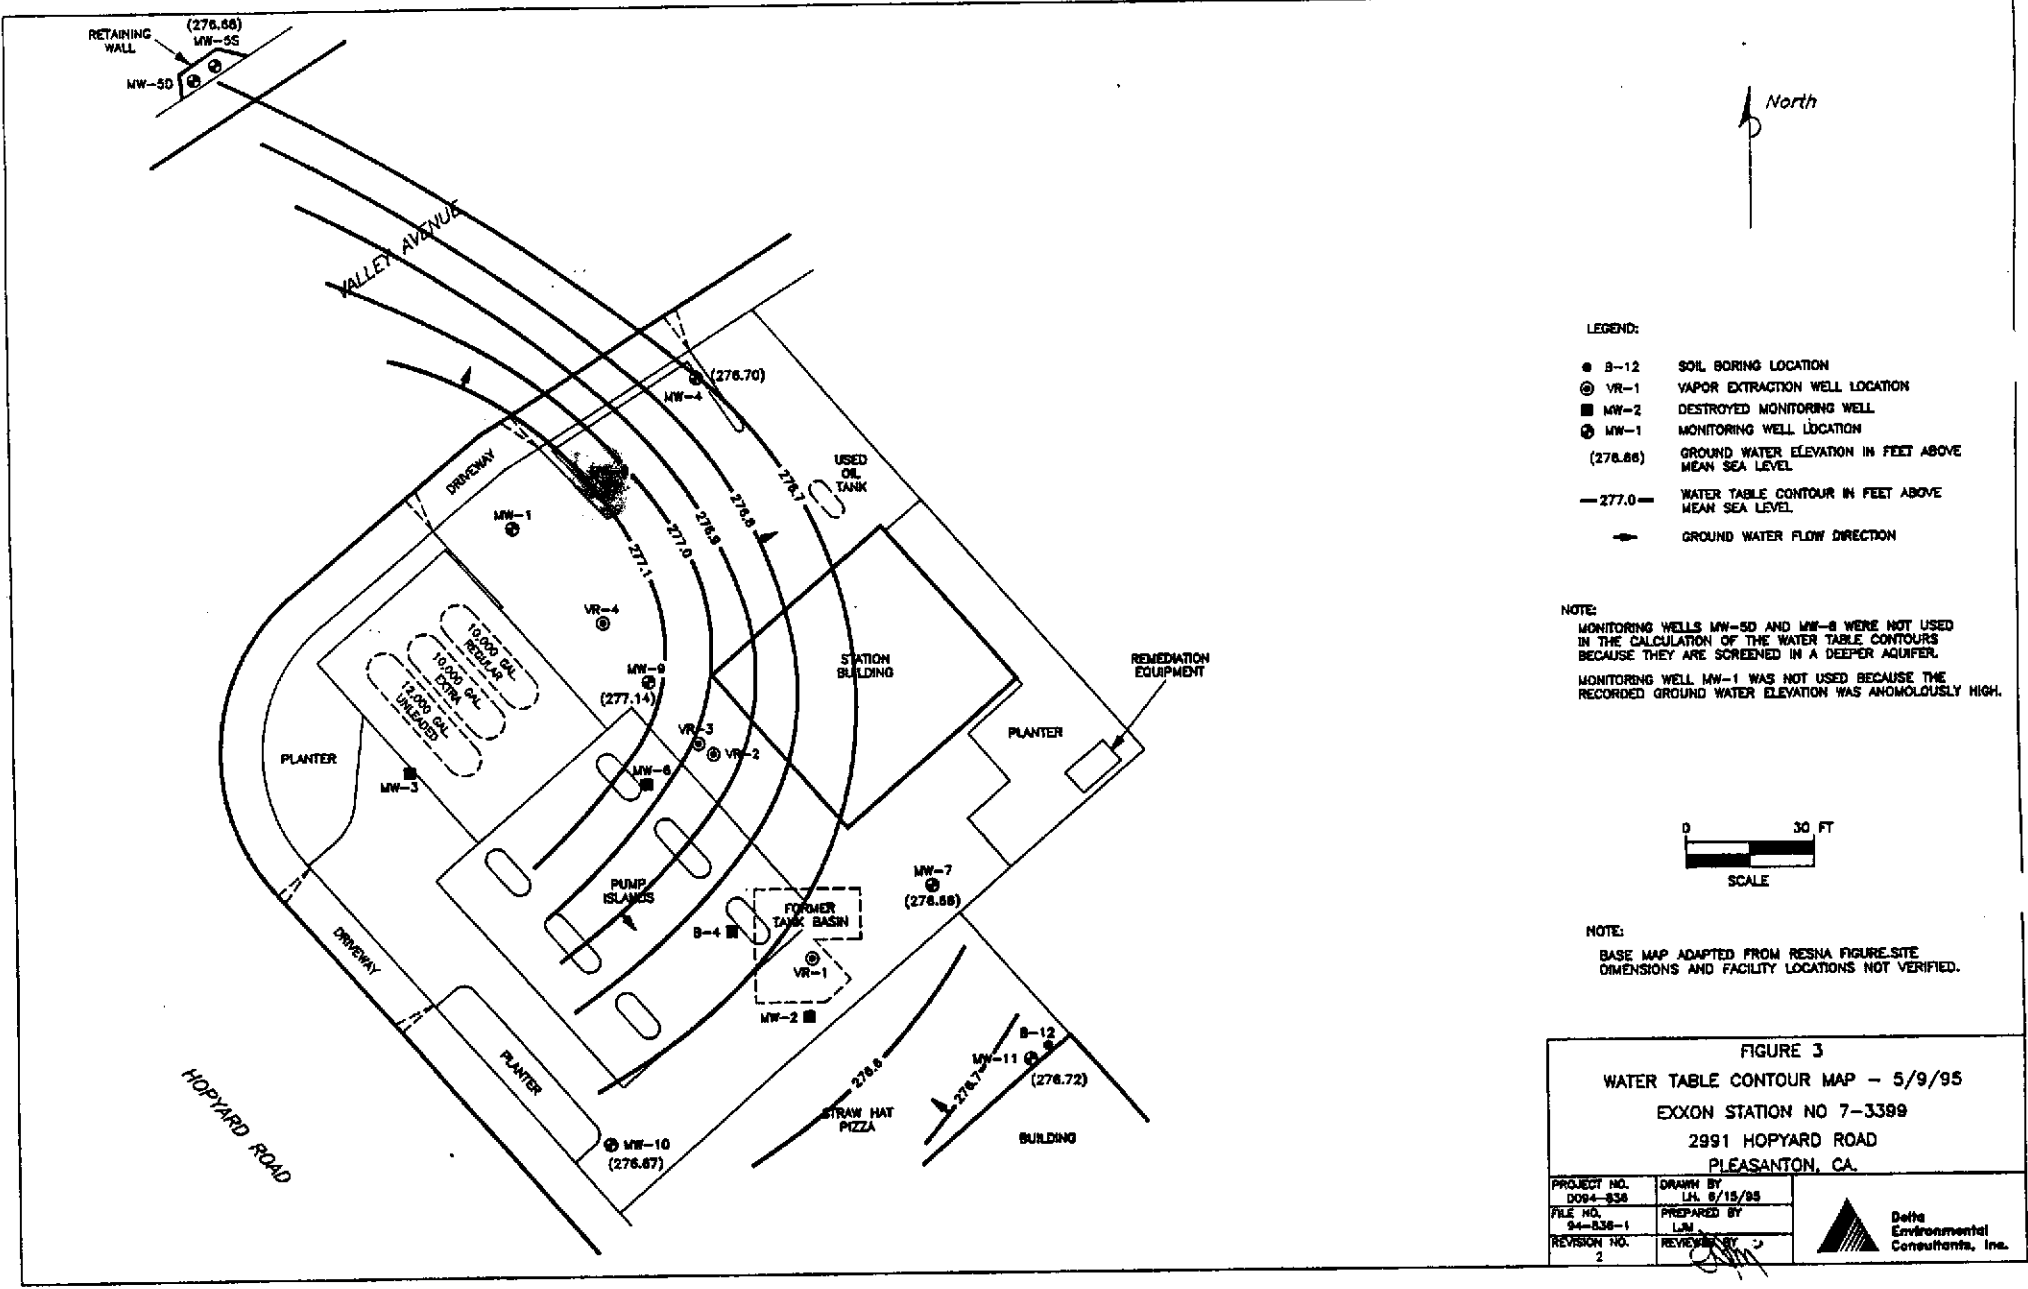 (276.66)
MW-5S
RETAINING
WALL
MW-5D
North
VALLEY AVENUE
(276.70)
MW-4
DRIVEWAY
USED
OIL
TANK
276.7
276.8
276.9
277.0
277.1
MW-1
VR-4
MW-9
(277.14)
10,000 GAL.
REGULAR
10,000 GAL.
EXTRA
12,000 GAL.
UNLEADED
STATION
BUILDING
REMEDIATION
EQUIPMENT
PLANTER
PLANTER
VR-3
VR-2
MW-6
MW-3
PUMP
ISLANDS
MW-7
FORMER
TANK BASIN
B-4
VR-1
MW-2
DRIVEWAY
PLANTER
HOPYARD ROAD
MW-10
(276.67)
276.6
STRAW HAT
PIZZA
276.7
B-12
MW-11
(276.72)
BUILDING
LEGEND:
B-12 SOIL BORING LOCATION
VR-1 VAPOR EXTRACTION WELL LOCATION
MW-2 DESTROYED MONITORING WELL
MW-1 MONITORING WELL LOCATION
(276.66) GROUND WATER ELEVATION IN FEET ABOVE
MEAN SEA LEVEL
277.0 WATER TABLE CONTOUR IN FEET ABOVE
MEAN SEA LEVEL
GROUND WATER FLOW DIRECTION
NOTE:
MONITORING WELLS MW-5D AND MW-8 WERE NOT USED
IN THE CALCULATION OF THE WATER TABLE CONTOURS
BECAUSE THEY ARE SCREENED IN A DEEPER AQUIFER.
MONITORING WELL MW-1 WAS NOT USED BECAUSE THE
RECORDED GROUND WATER ELEVATION WAS ANOMOLOUSLY HIGH.
0 30 FT
SCALE
NOTE:
BASE MAP ADAPTED FROM RESNA FIGURE.SITE
DIMENSIONS AND FACILITY LOCATIONS NOT VERIFIED.
FIGURE 3
WATER TABLE CONTOUR MAP - 5/9/95
EXXON STATION NO 7-3399
2991 HOPYARD ROAD
PLEASANTON, CA.
PROJECT NO.
D094-836
DRAWN BY
LH. 6/15/95
FILE NO.
94-836-1
PREPARED BY
LJM
REVISION NO.
2
REVIEWED BY
Delta
Environmental
Consultants, Inc.